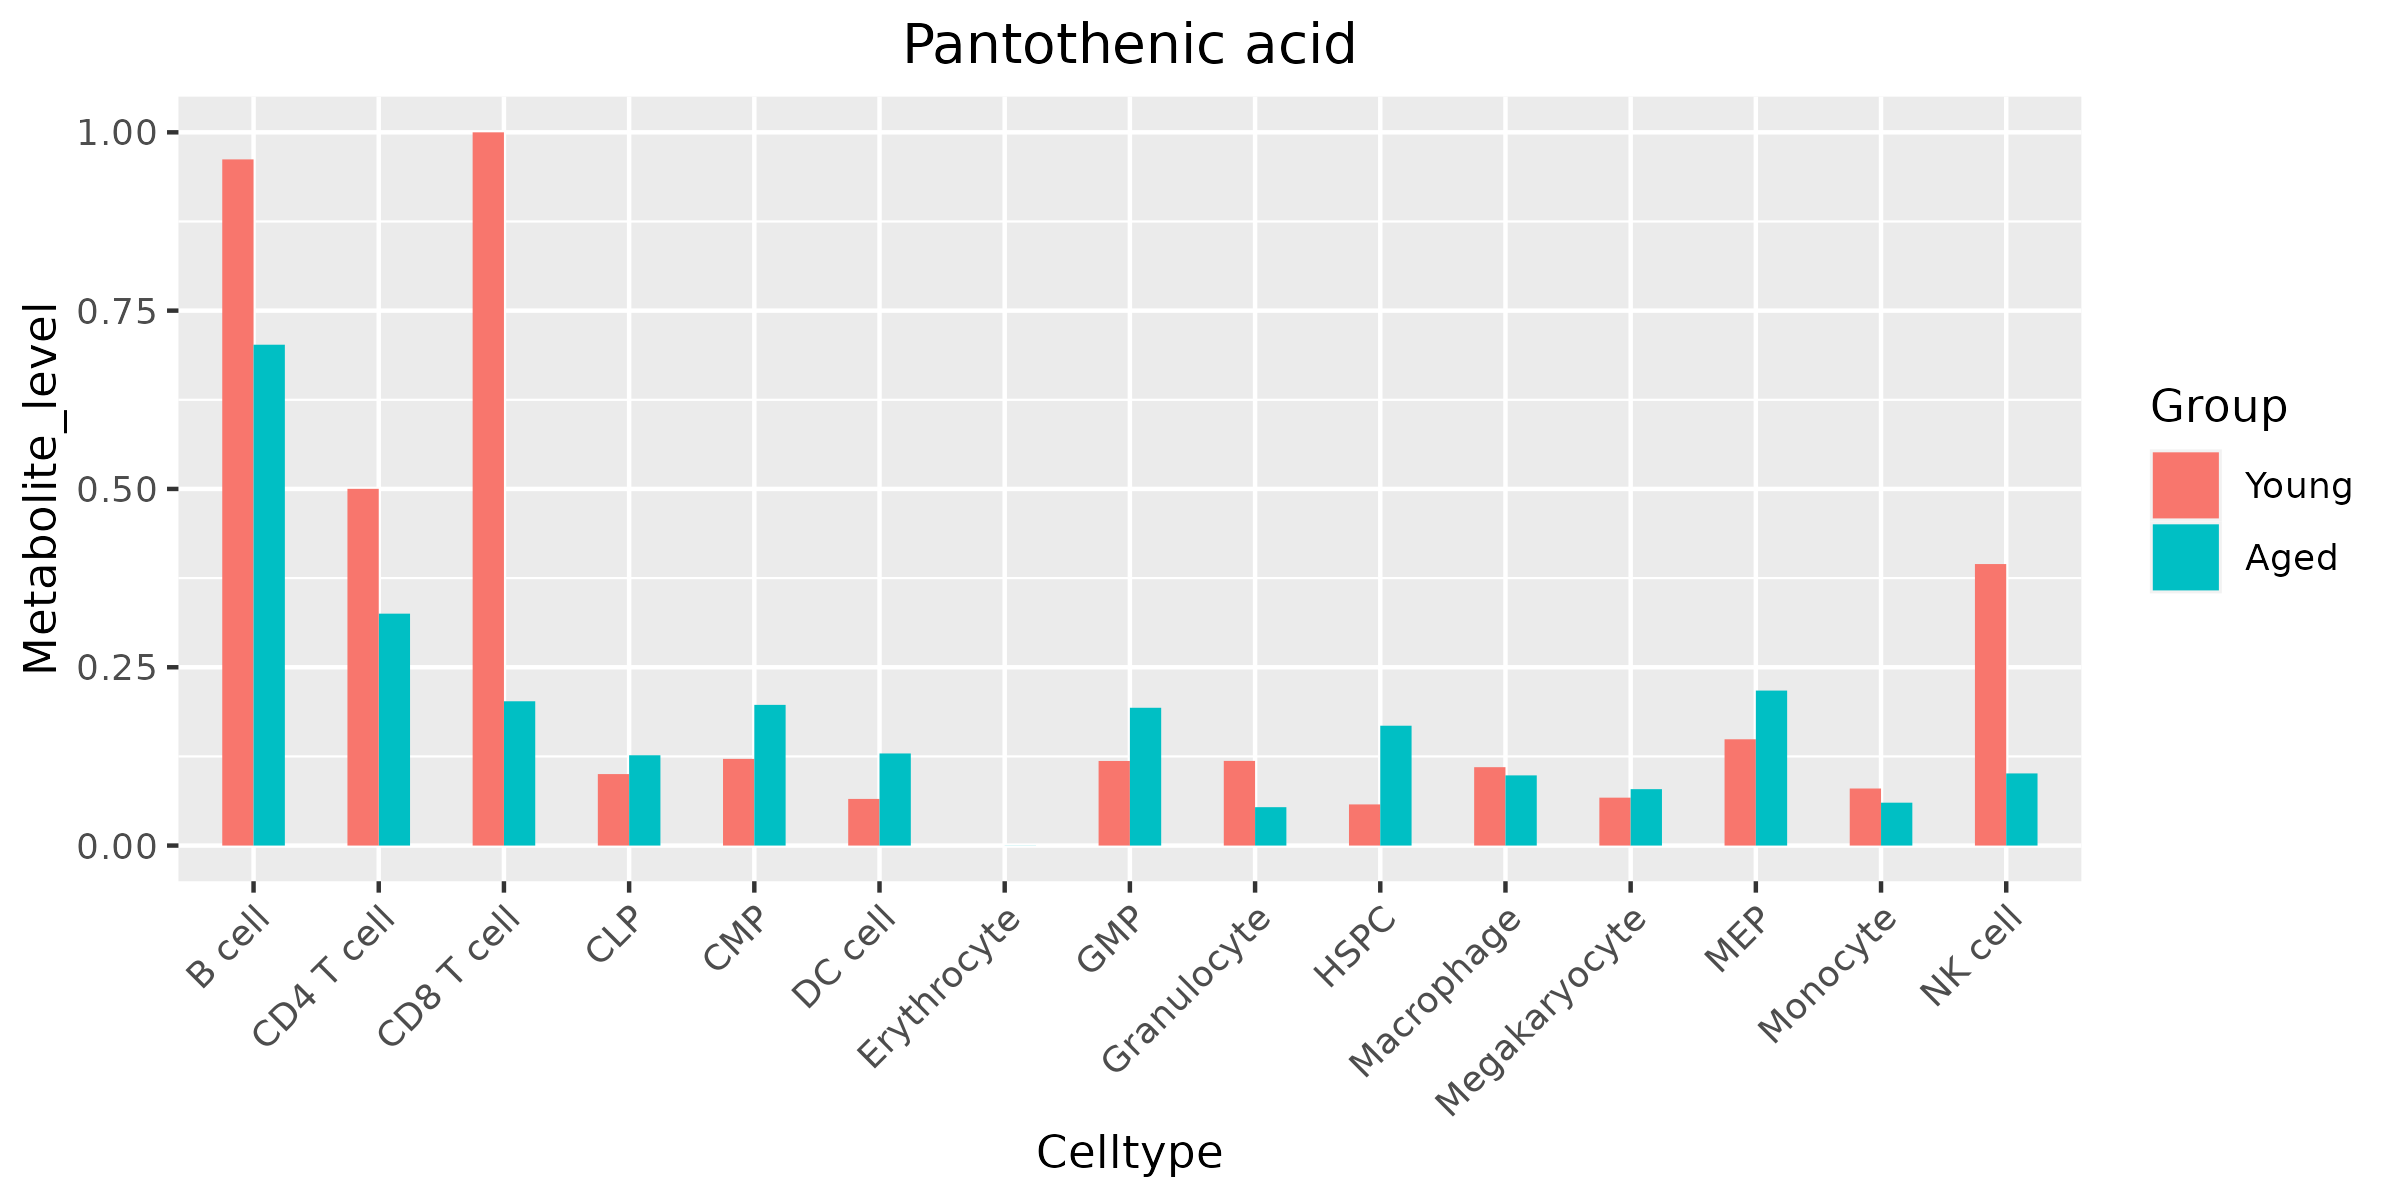 Pantothenic acid
Metabolite_level
1.00
0.75
0.50
0.25
0.00
B cell
CD4 T cell
CD8 T cell
CLP
CMP
DC cell
Erythrocyte
GMP
Granulocyte
HSPC
Macrophage
Megakaryocyte
MEP
Monocyte
NK cell
Celltype
Group
Young
Aged